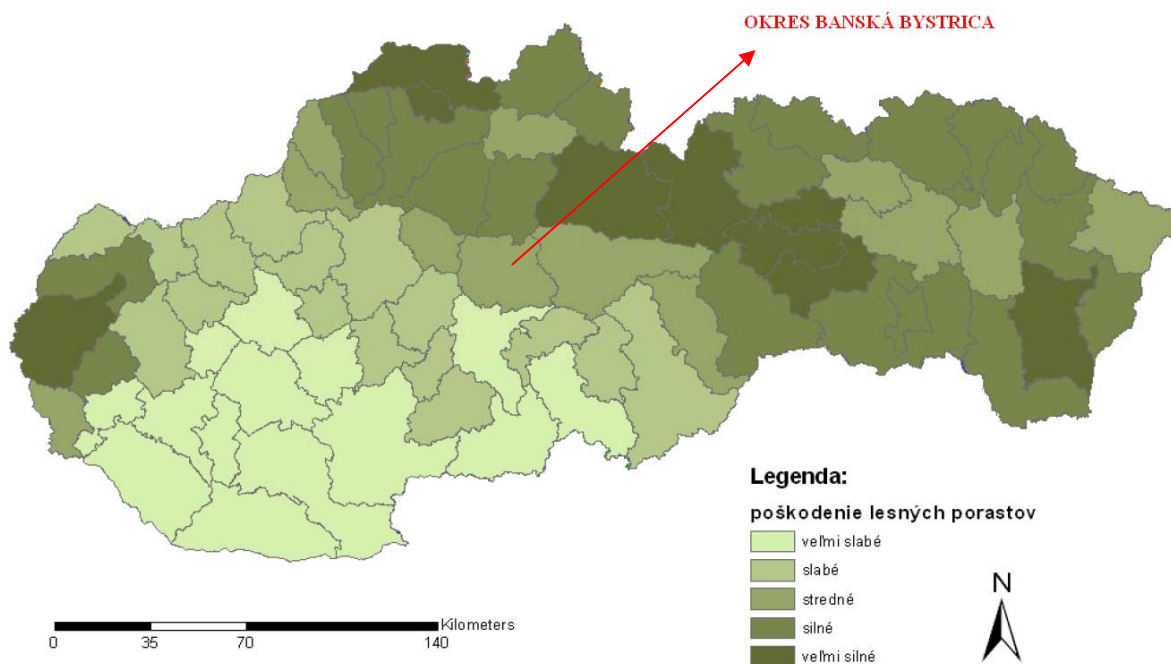 OKRES BANSKÁ BYSTRICA
Legenda:
poškodenie lesných porastov
veľmi slabé
slabé
stredné
silné
veľmi silné
N
Kilometers
0 35 70 140